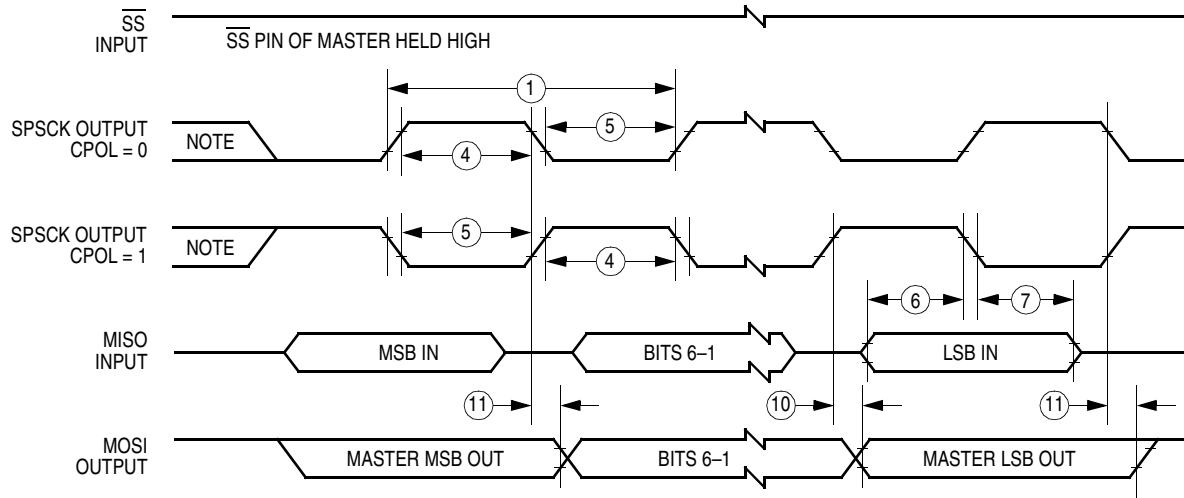 SS
INPUT
SS PIN OF MASTER HELD HIGH
1
SPSCK OUTPUT
CPOL = 0
NOTE
5
4
SPSCK OUTPUT
CPOL = 1
NOTE
5
4
6
7
MISO
INPUT
MSB IN
BITS 6–1
LSB IN
11
10
11
MOSI
OUTPUT
MASTER MSB OUT
BITS 6–1
MASTER LSB OUT